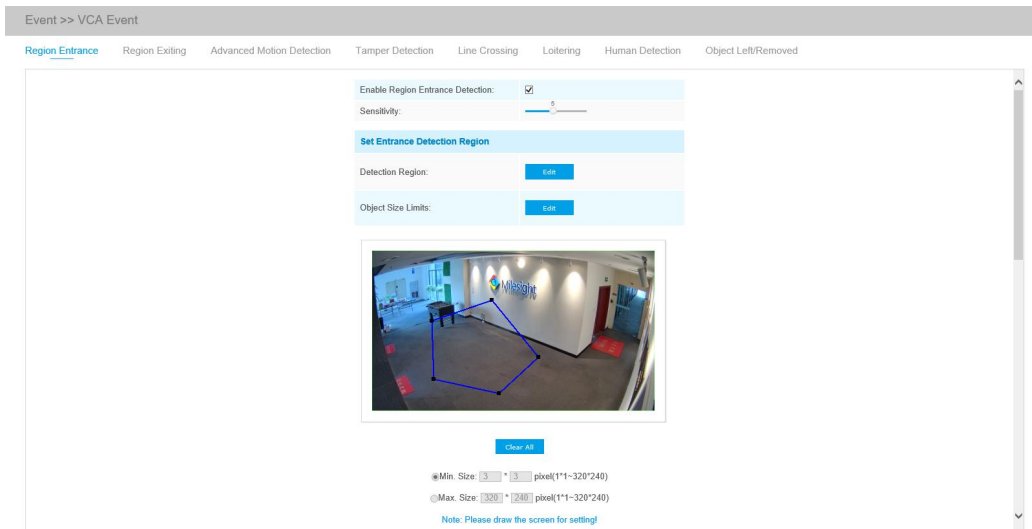 Event >> VCA Event
Region Entrance Region Exiting Advanced Motion Detection Tamper Detection Line Crossing Loitering Human Detection Object Left/Removed
Enable Region Entrance Detection:
Sensitivity: 5
Set Entrance Detection Region
Detection Region: Edit
Object Size Limits: Edit
Milesight
Clear All
Min. Size: 3 * 3 pixel(1*1~320*240)
Max. Size: 320 * 240 pixel(1*1~320*240)
Note: Please draw the screen for setting!